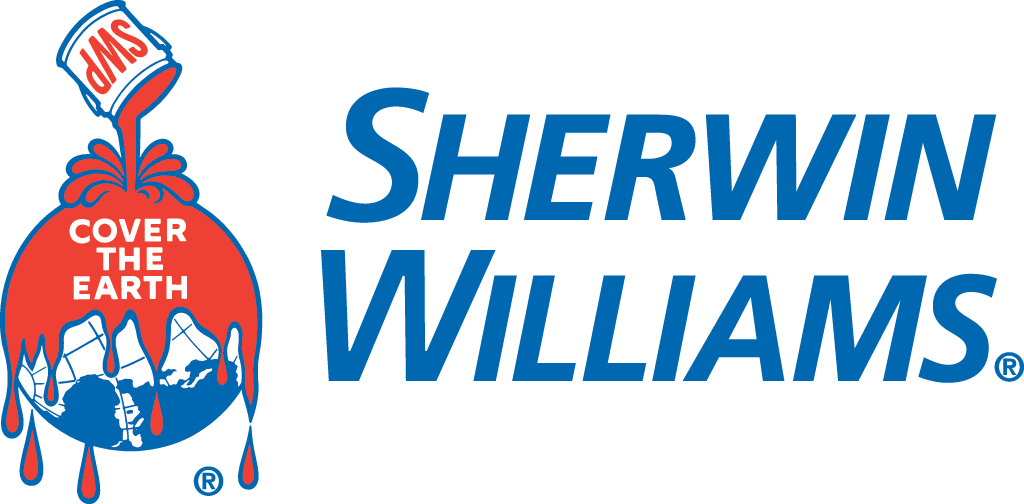 SWP
COVER
THE
EARTH
®
SHERWIN
WILLIAMS®